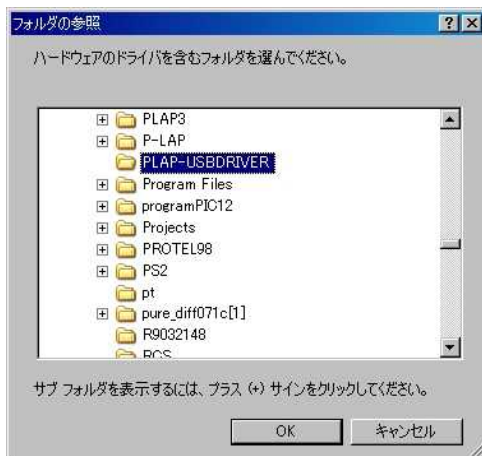 フォルダの参照
ハードウェアのドライバを含むフォルダを選んでください。
PLAP3
P-LAP
PLAP-USBDRIVER
Program Files
programPIC12
Projects
PROTEL98
PS2
pt
pure_diff071c[1]
R9032148
RCS
サブ フォルダを表示するには、プラス (+) サインをクリックしてください。
OK
キャンセル